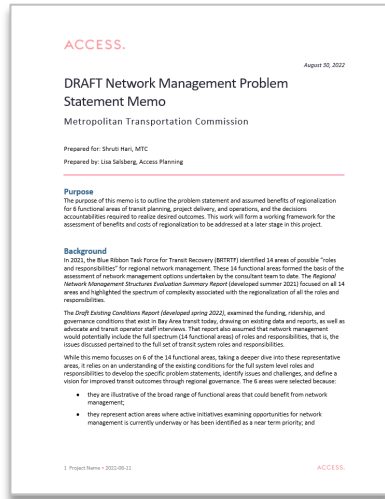 ACCESS.
August 30, 2022
DRAFT Network Management Problem
Statement Memo
Metropolitan Transportation Commission
Prepared for: Shruti Hari, MTC
Prepared by: Lisa Salsberg, Access Planning
Purpose
The purpose of this memo is to outline the problem statement and assumed benefits of regionalization
for 6 functional areas of transit planning, project delivery, and operations, and the decisions
accountabilities required to realize desired outcomes. This work will form a working framework for the
assessment of benefits and costs of regionalization to be addressed at a later stage in this project.
Background
In 2021, the Blue Ribbon Task Force for Transit Recovery (BRTRTF) identified 14 areas of possible “roles
and responsibilities” for regional network management. These 14 functional areas formed the basis of the
assessment of network management options undertaken by the consultant team to date. The Regional
Network Management Structures Evaluation Summary Report (developed summer 2021) focused on all 14
areas and highlighted the spectrum of complexity associated with the regionalization of all the roles and
responsibilities.
The Draft Existing Conditions Report (developed spring 2022), examined the funding, ridership, and
governance conditions that exist in Bay Area transit today, drawing on existing data and reports, as well as
advocate and transit operator staff interviews. That report also assumed that network management
would potentially include the full spectrum (14 functional areas) of roles and responsibilities, that is, the
issues discussed pertained to the full set of transit system roles and responsibilities.
While this memo focusses on 6 of the 14 functional areas, taking a deeper dive into these representative
areas, it relies on an understanding of the existing conditions for the full system level roles and
responsibilities to develop the specific problem statements, identify issues and challenges, and define a
vision for improved transit outcomes through regional governance. The 6 areas were selected because:
• they are illustrative of the broad range of functional areas that could benefit from network
management;
• they represent action areas where active initiatives examining opportunities for network
management is currently underway or has been identified as a near term priority; and
1 Project Name • 2022-08-11
ACCESS.